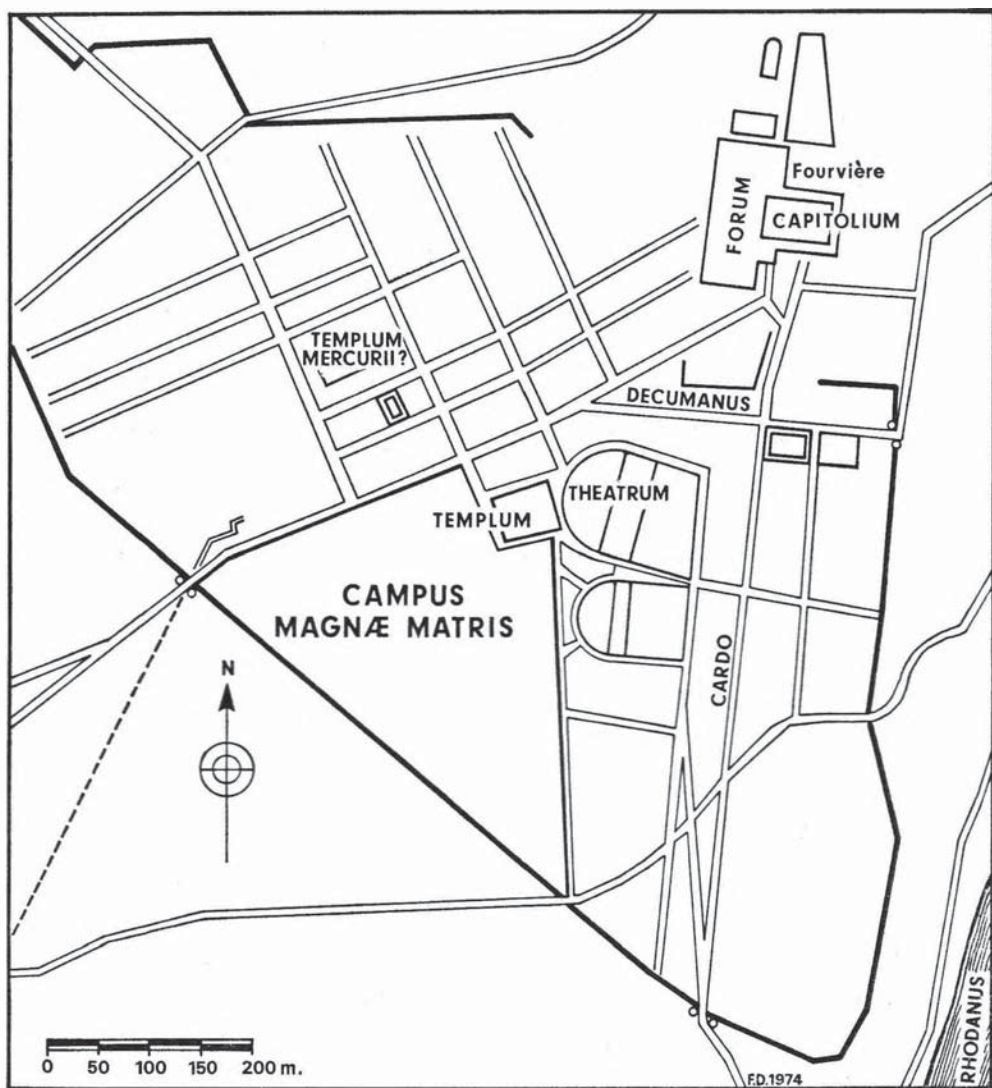 Fourvière
FORUM
CAPITOLIUM
TEMPLUM
MERCURII?
DECUMANUS
THEATRUM
TEMPLUM
CAMPUS
MAGNÆ MATRIS
CARDO
N
0 50 100 150 200 m.
F.D.1974
RHODANUS